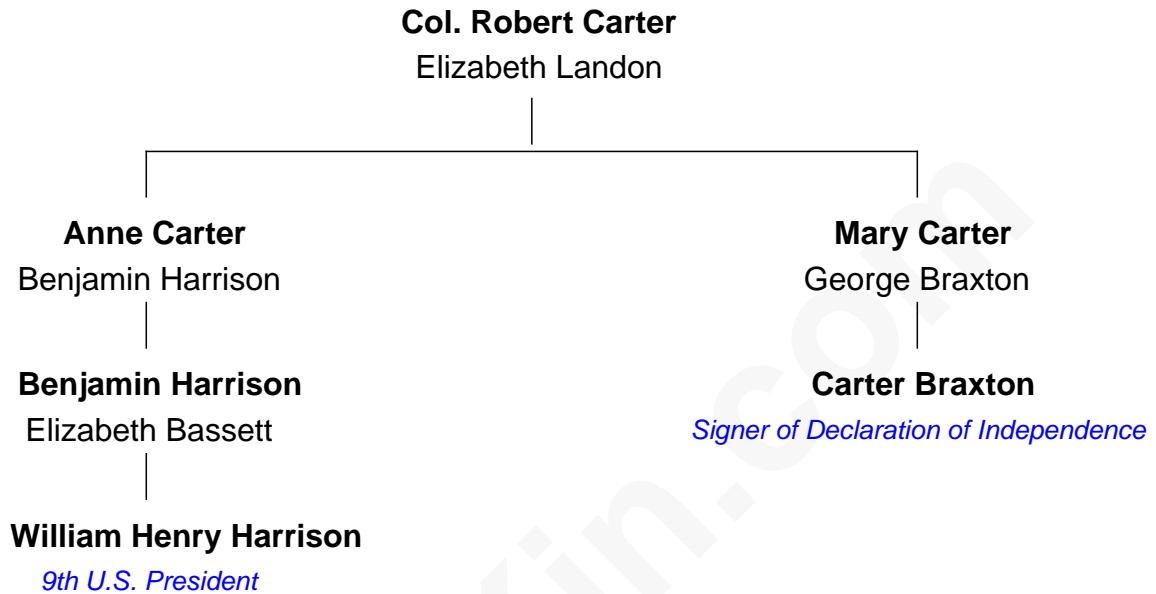 Col. Robert Carter
Elizabeth Landon
Anne Carter
Benjamin Harrison
Mary Carter
George Braxton
Benjamin Harrison
Elizabeth Bassett
Carter Braxton
Signer of Declaration of Independence
William Henry Harrison
9th U.S. President